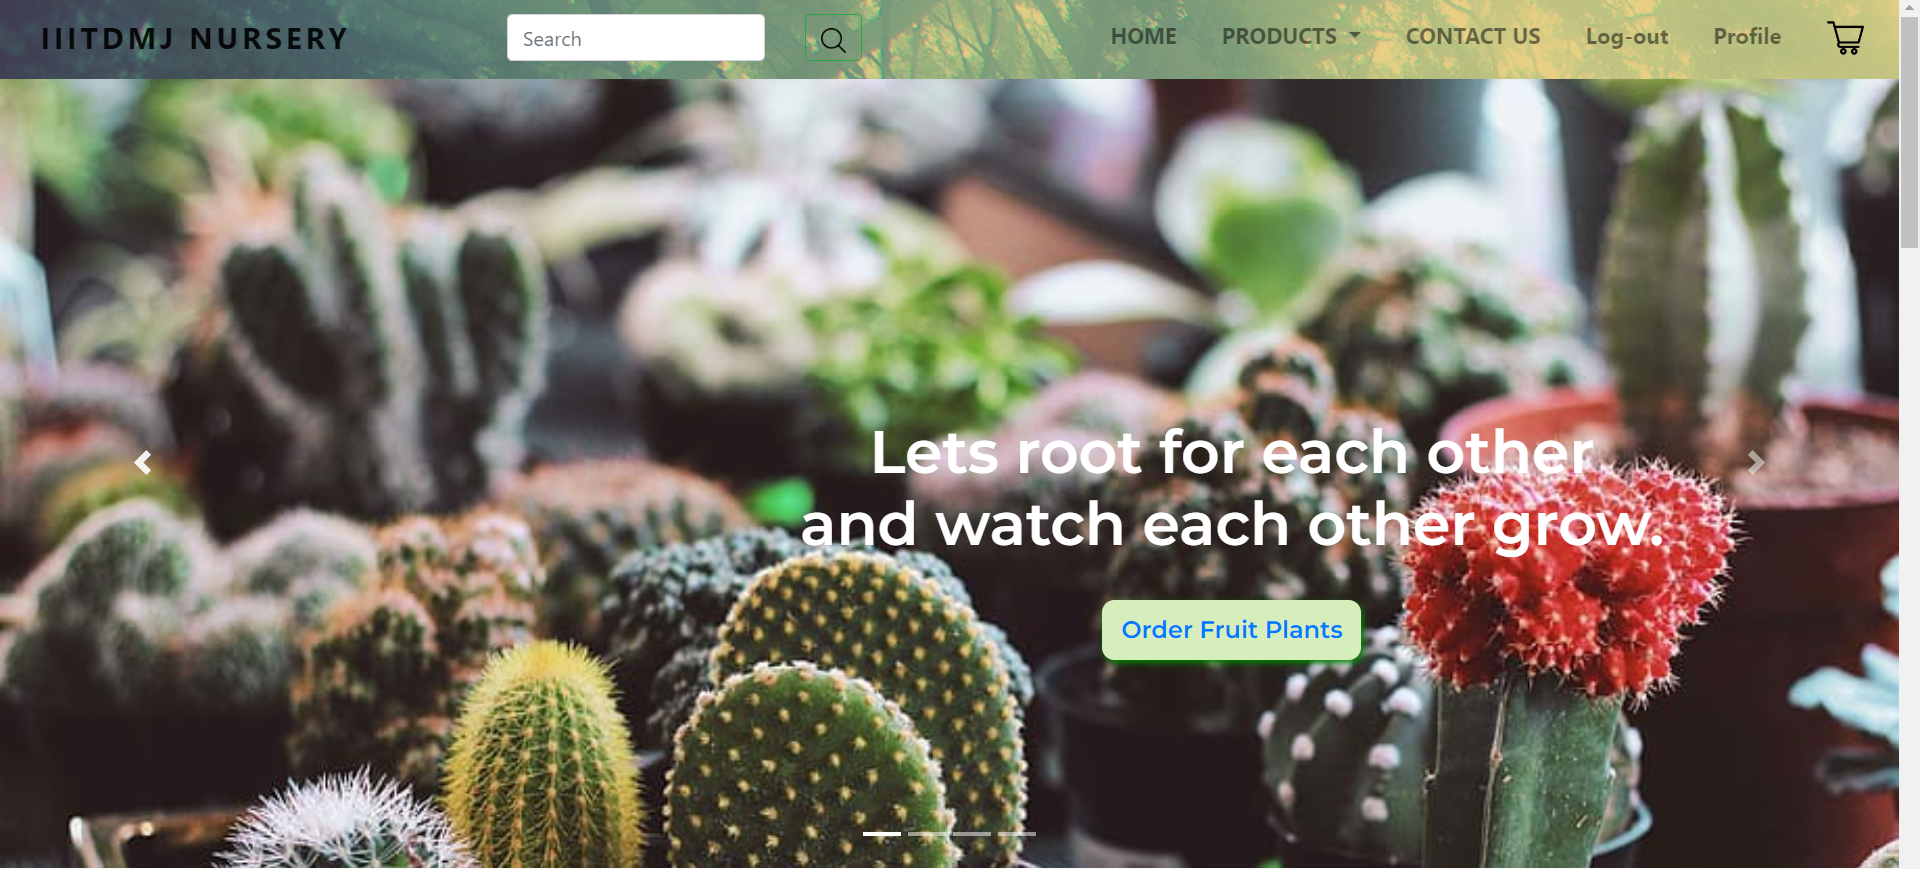 IIITDMJ NURSERY
Search
HOME
PRODUCTS
CONTACT US
Log-out
Profile
Lets root for each other
and watch each other grow.
Order Fruit Plants